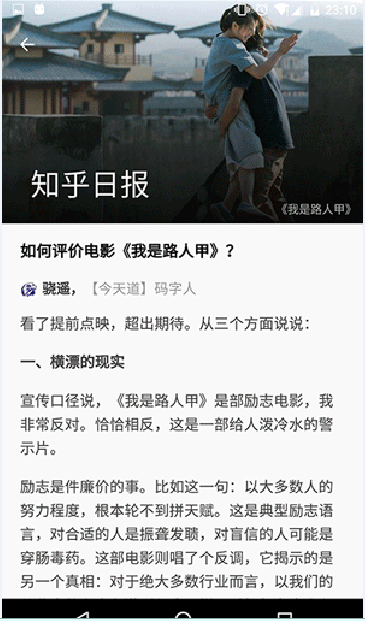 23:10
知乎日报
《我是路人甲》
如何评价电影《我是路人甲》？
骁遥，【今天道】码字人
看了提前点映，超出期待。从三个方面说说：
一、横漂的现实
宣传口径说，《我是路人甲》是部励志电影，我
非常反对。恰恰相反，这是一部给人泼冷水的警
示片。
励志是件廉价的事。比如这一句：以大多数人的
努力程度，根本轮不到拼天赋。这是典型励志语
言，对合适的人是振聋发聩，对盲信的人可能是
穿肠毒药。这部电影则唱了个反调，它揭示的是
另一个真相：对于绝大多数行业而言，以我们的